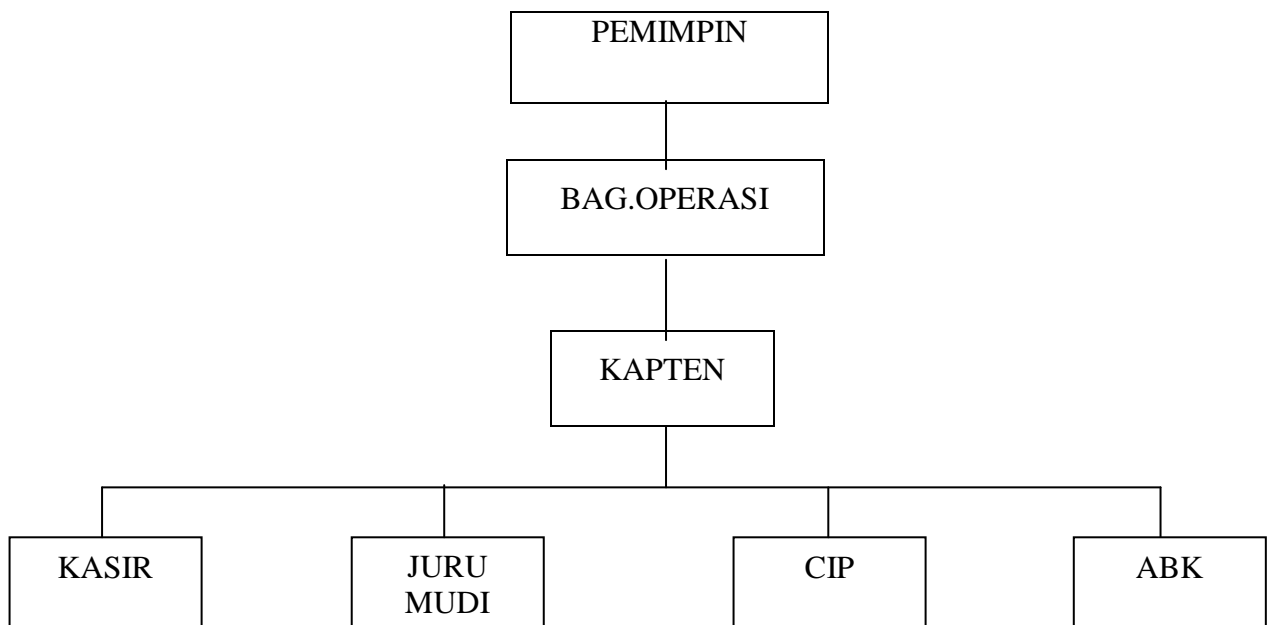 PEMIMPIN
BAG.OPERASI
KAPTEN
KASIR
JURU
MUDI
CIP
ABK